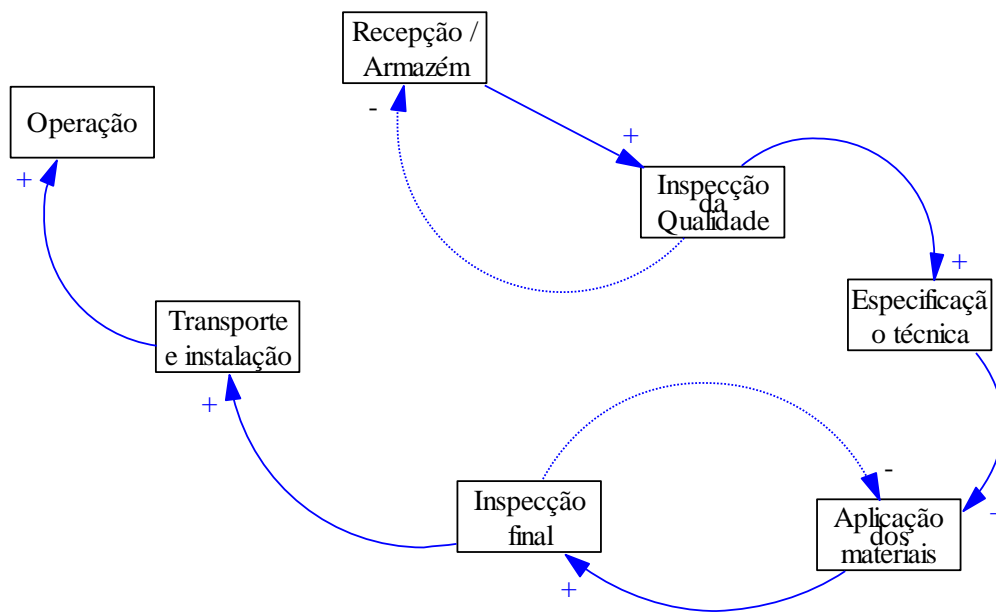 Recepção /
Armazém
-
+
Operação
+
Inspecção
da
Qualidade
+
Especificaçã
o técnica
Transporte
e instalação
+
-
Inspecção
final
Aplicação
dos
materiais
+
+